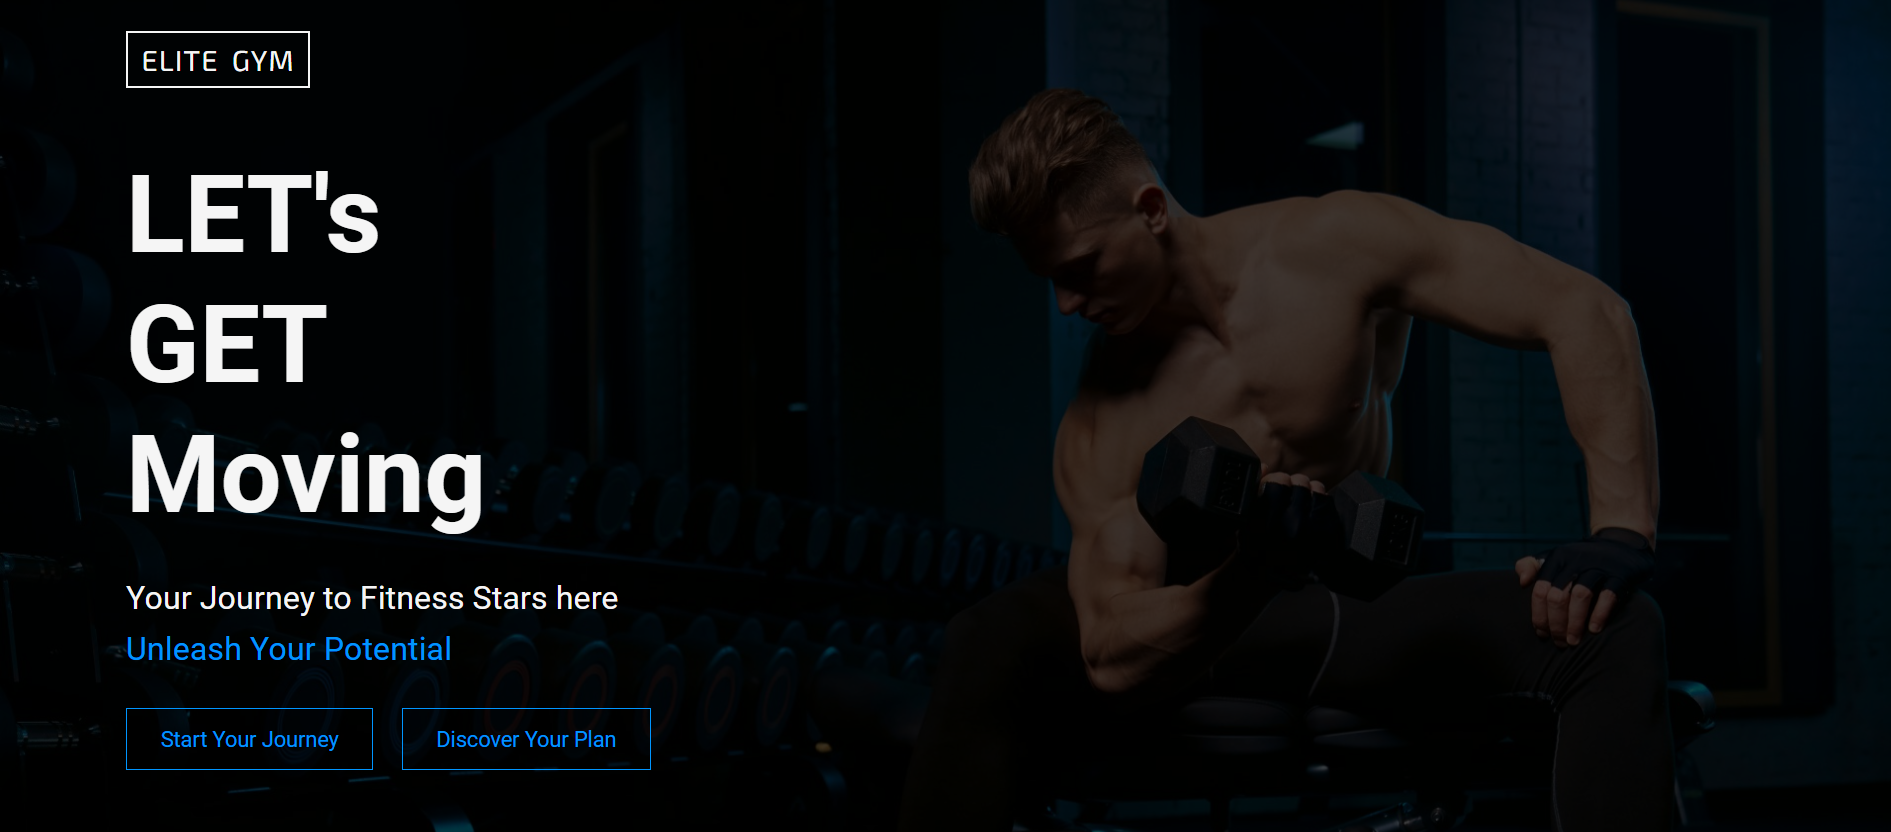 ELITE GYM
LET's
GET
Moving
Your Journey to Fitness Stars here
Unleash Your Potential
Start Your Journey
Discover Your Plan